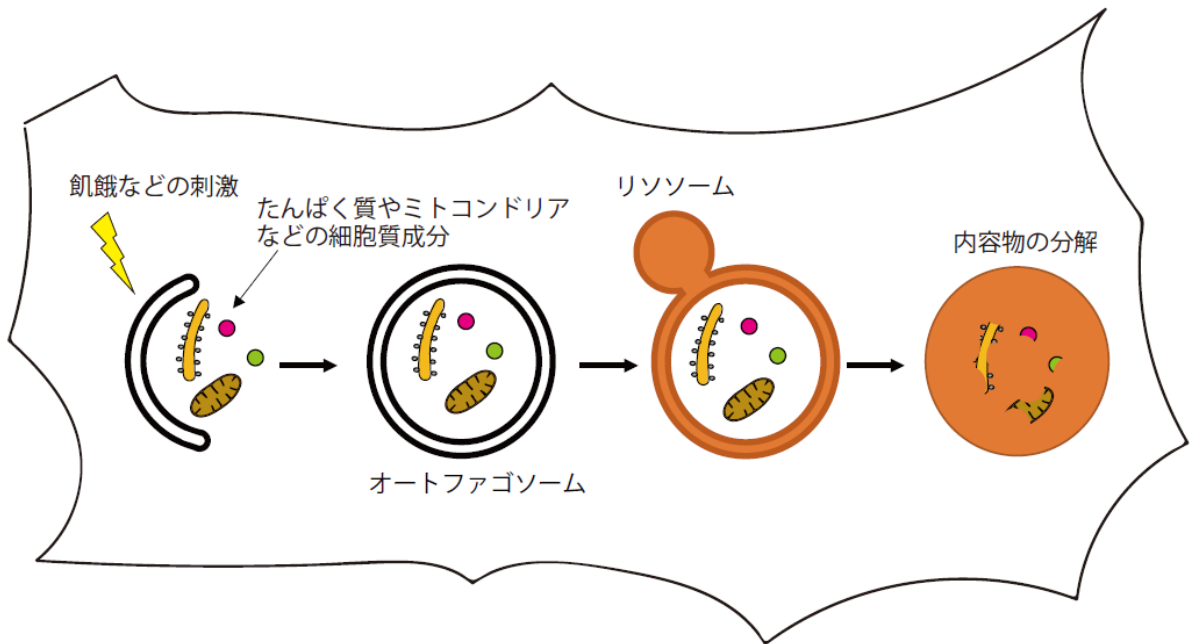 飢餓などの刺激
たんぱく質やミトコンドリア
などの細胞質成分
オートファゴソーム
リソソーム
内容物の分解